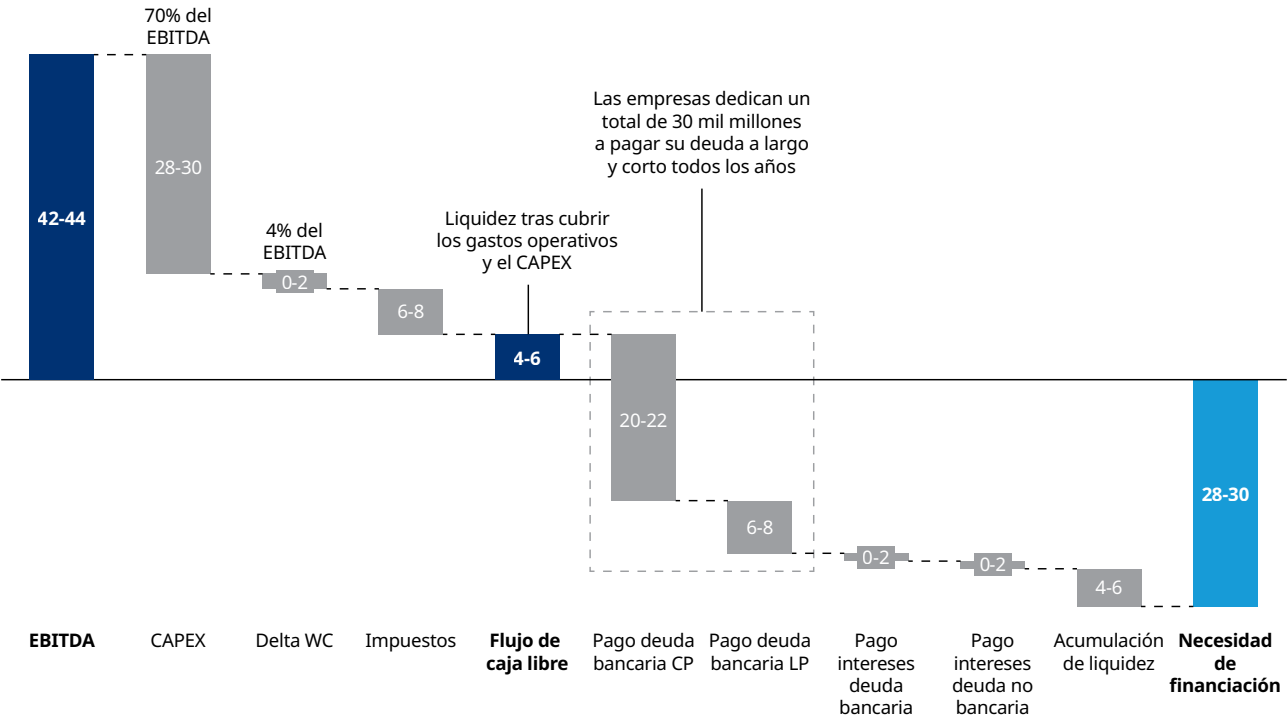 70% del
EBITDA
42-44
28-30
4% del
EBITDA
0-2
6-8
Liquidez tras cubrir
los gastos operativos
y el CAPEX
4-6
Las empresas dedican un
total de 30 mil millones
a pagar su deuda a largo
y corto todos los años
20-22
6-8
0-2
0-2
4-6
28-30
EBITDA
CAPEX
Delta WC
Impuestos
Flujo de
caja libre
Pago deuda
bancaria CP
Pago deuda
bancaria LP
Pago
intereses
deuda
bancaria
Pago
intereses
deuda no
bancaria
Acumulación
de liquidez
Necesidad
de
financiación